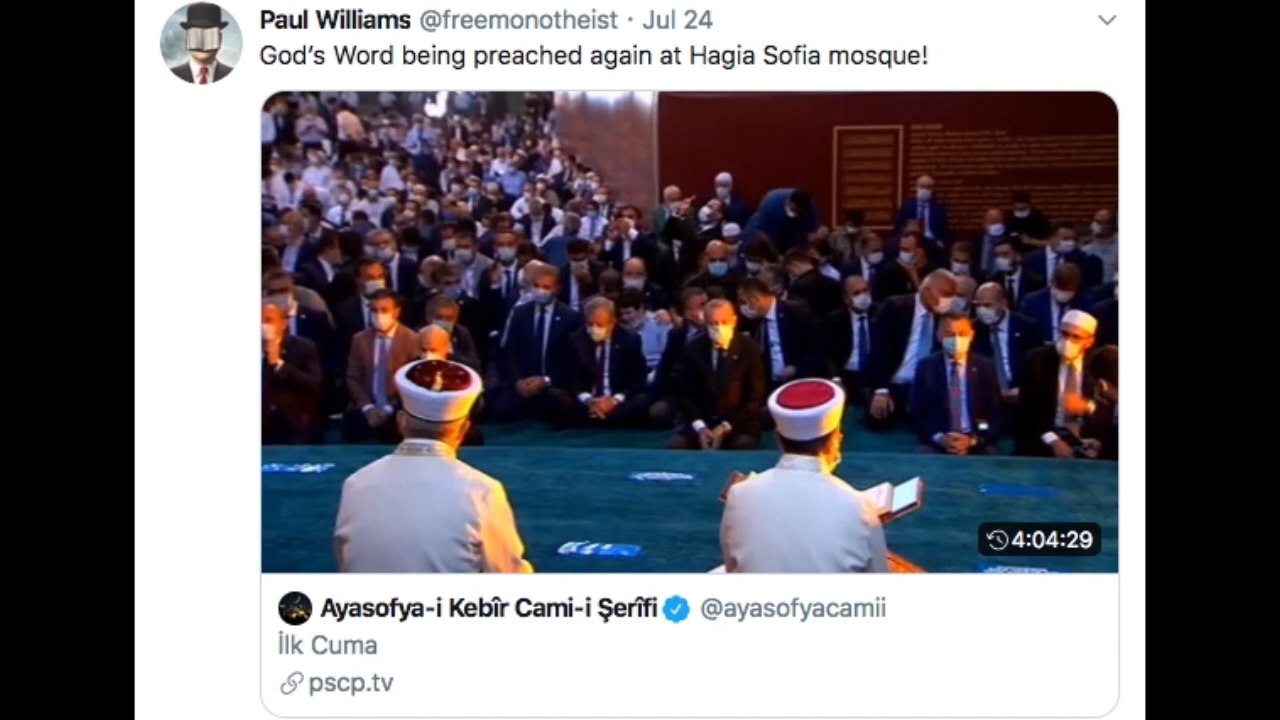 Paul Williams @freemonotheist · Jul 24
God's Word being preached again at Hagia Sofia mosque!
4:04:29
Ayasofya-i Kebîr Cami-i Şerîfi @ayasofyacamii
İlk Cuma
pscp.tv